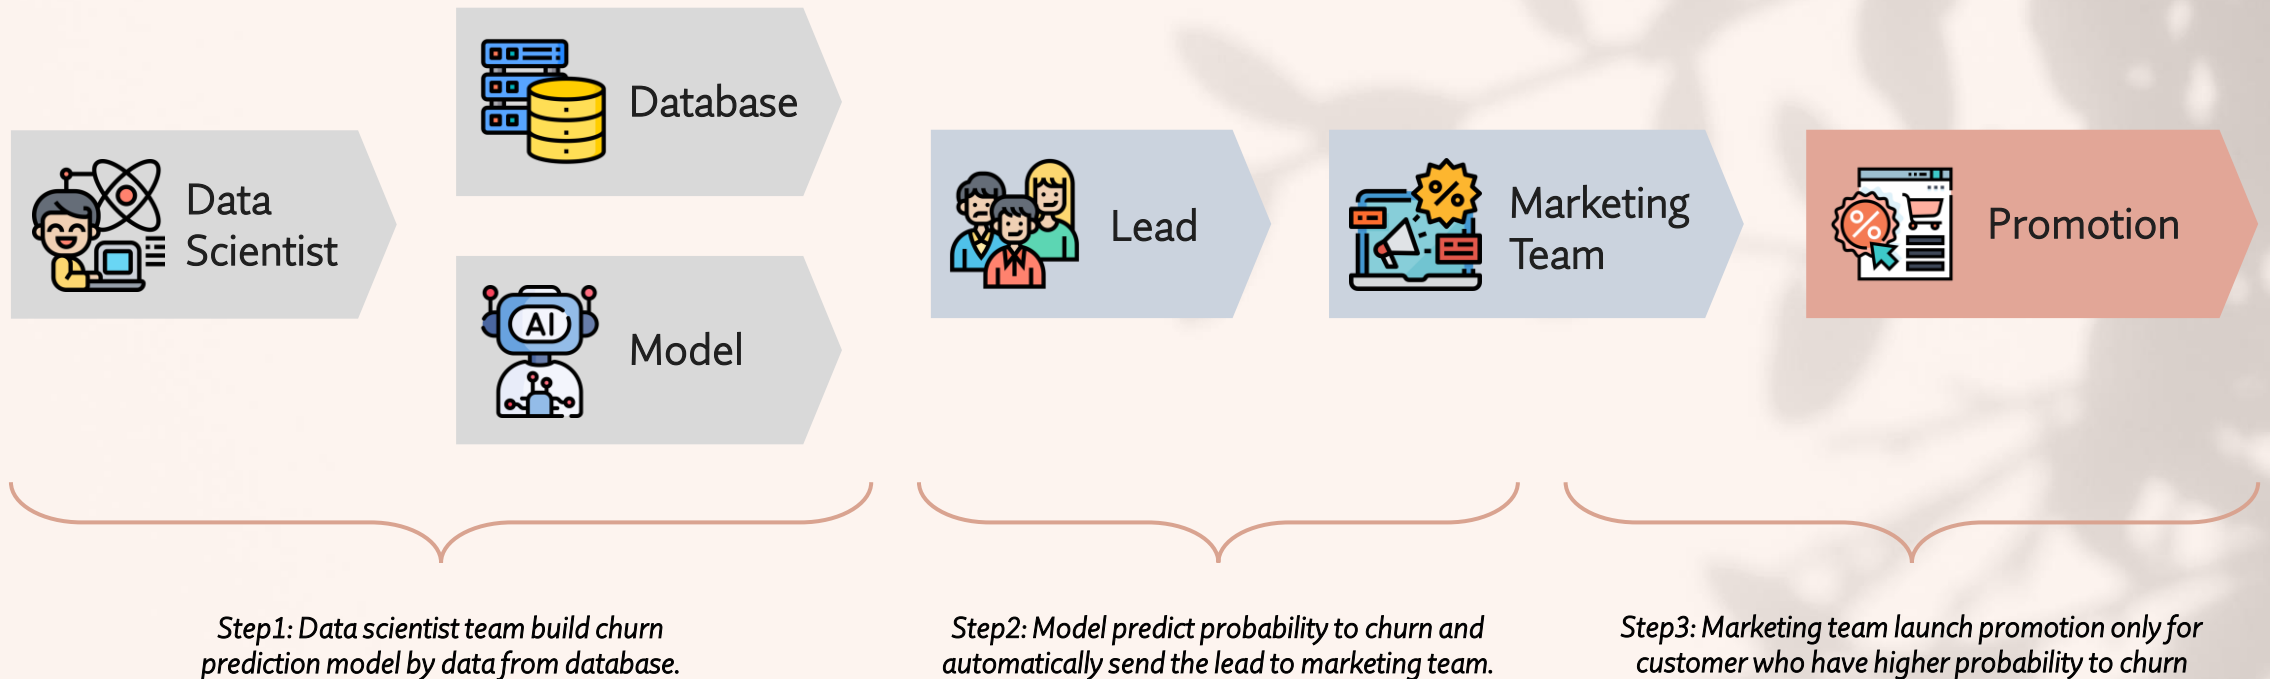 Database
Data
Scientist
Model
AI
Lead
Marketing
Team
%
Promotion
%
Step1: Data scientist team build churn
prediction model by data from database.
Step2: Model predict probability to churn and
automatically send the lead to marketing team.
Step3: Marketing team launch promotion only for
customer who have higher probability to churn